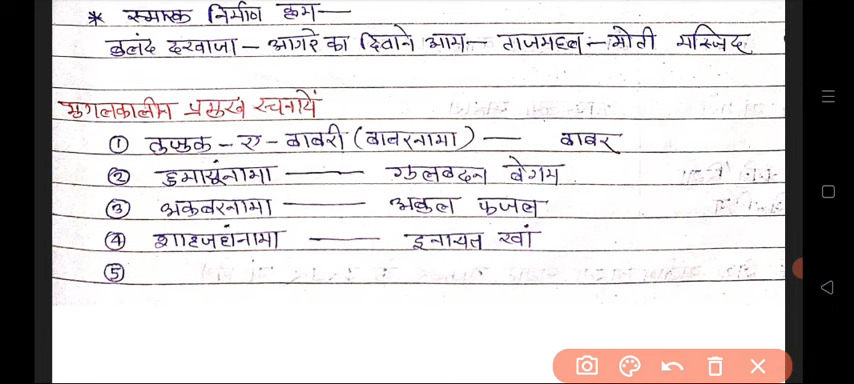 * स्मारक निर्माण क्रम—
बुलंद दरवाजा – आगरे का दिवाने आम – ताजमहल – मोती मस्जिद
मुगलकालीन प्रमुख रचनायें
① तुजुक - ए - बाबरी (बाबरनामा) — बाबर
② हुमायूंनामा — गुलबदन बेगम
③ अकबरनामा — अबुल फजल
④ शाहजहांनामा — इनायत खां
⑤